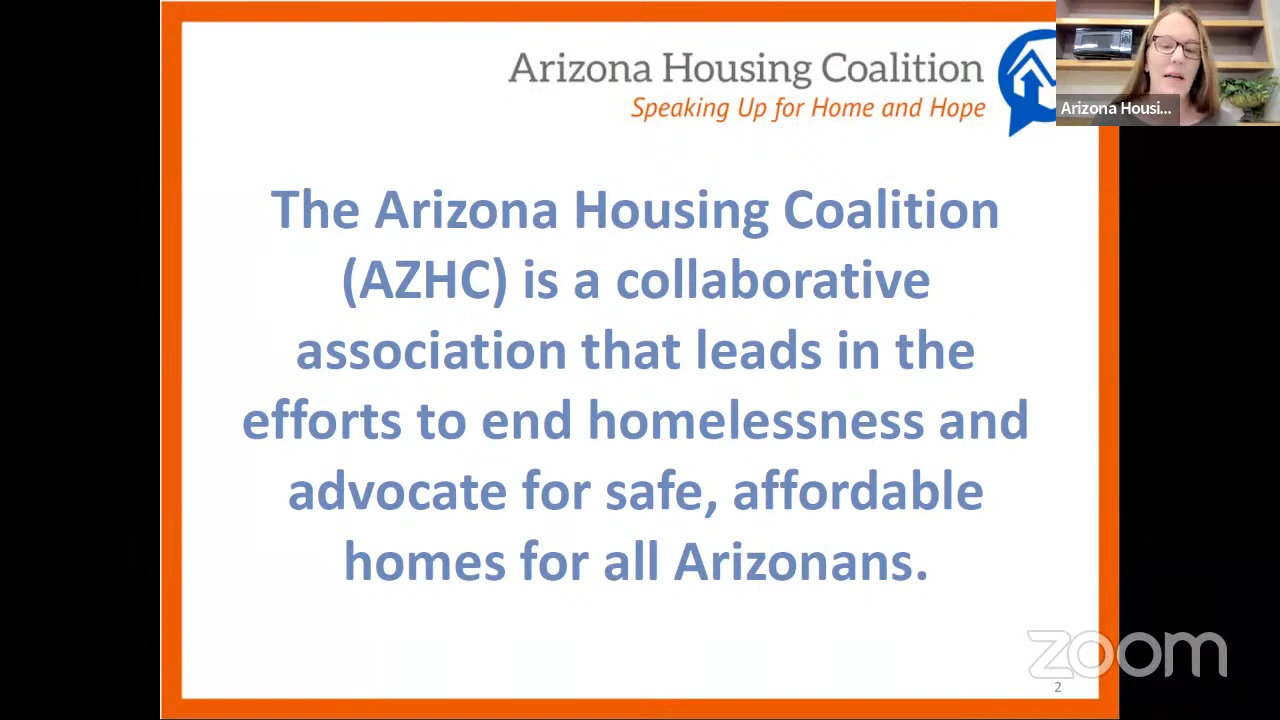 Arizona Housing Coalition
Speaking Up for Home and Hope
Arizona Housi...
The Arizona Housing Coalition
(AZHC) is a collaborative
association that leads in the
efforts to end homelessness and
advocate for safe, affordable
homes for all Arizonans.
zoom
2